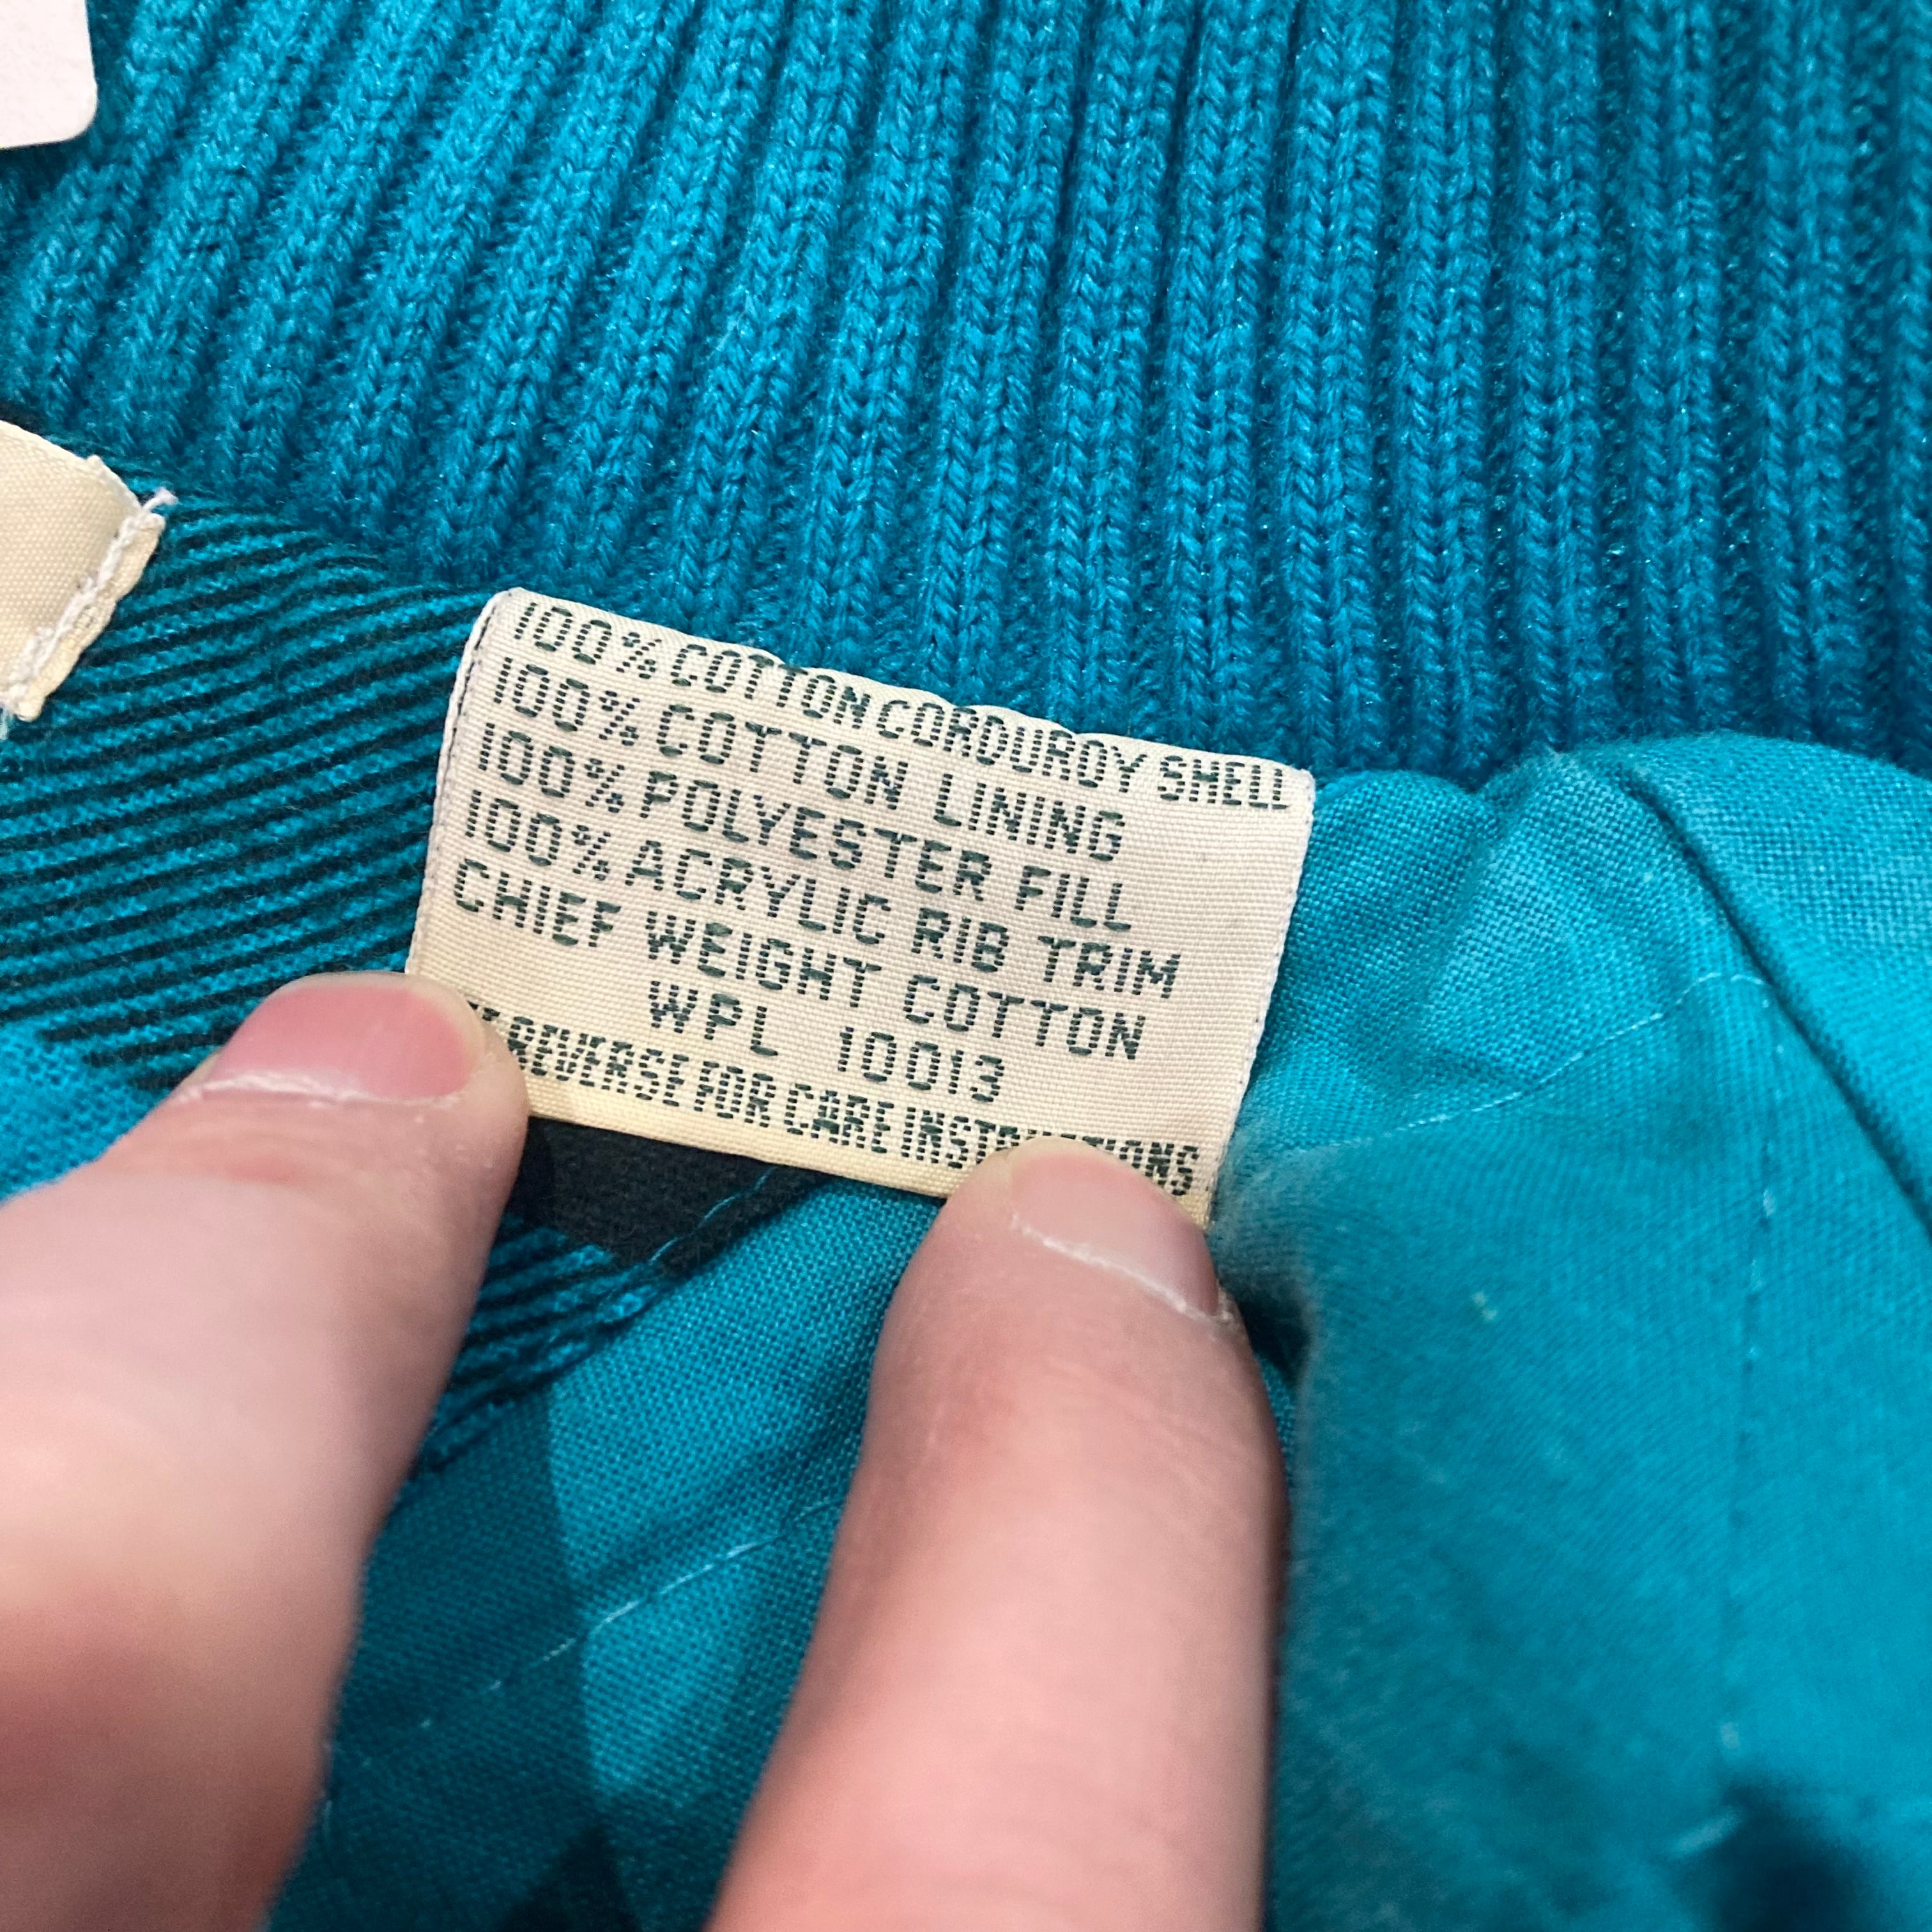 100% COTTON CORDUROY SHELL
100% COTTON LINING
100% POLYESTER FILL
100% ACRYLIC RIB TRIM
CHIEF WEIGHT COTTON
WPL 10013
REVERSE FOR CARE INSTRUCTIONS